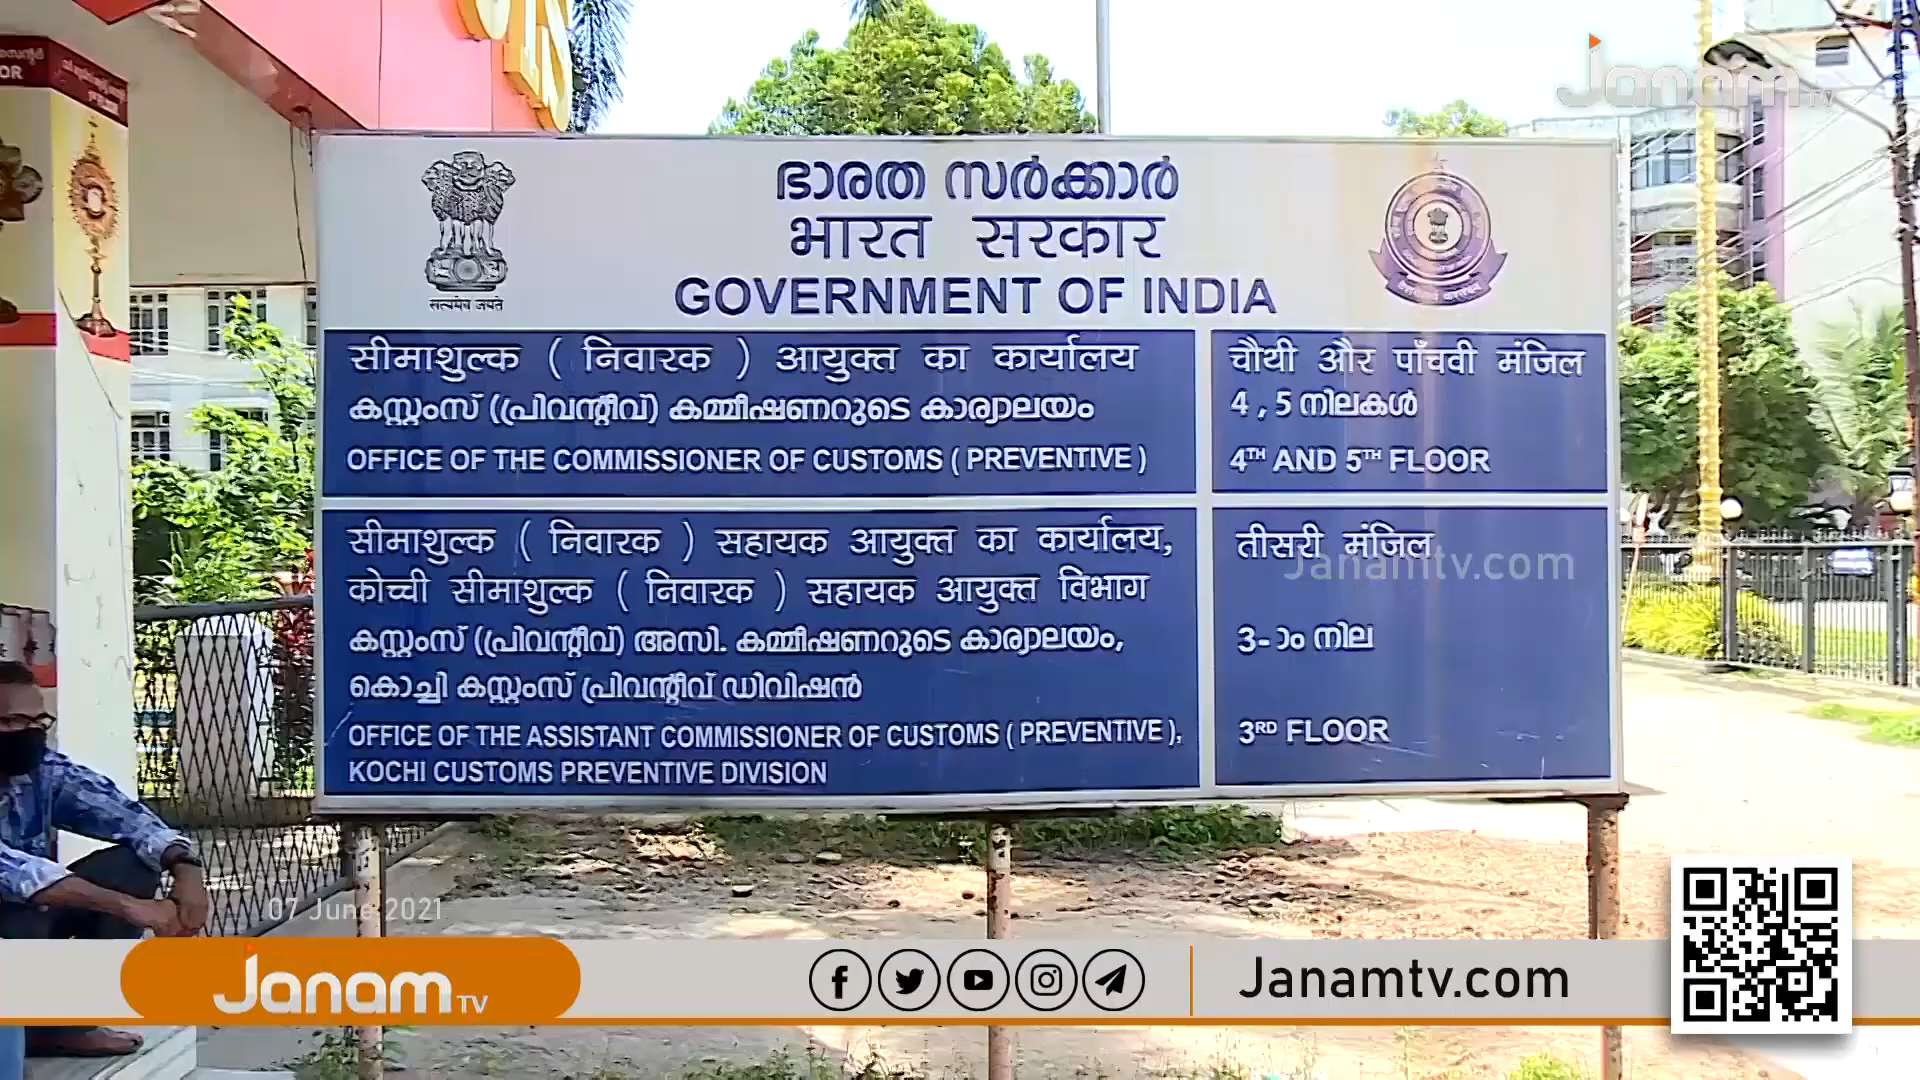 Janam TV
ഭാരത സർക്കാർ
भारत सरकार
GOVERNMENT OF INDIA
सत्यमेव जयते
सीमाशुल्क ( निवारक ) आयुक्त का कार्यालय
കസ്റ്റംസ് (പ്രിവന്റീവ്) കമ്മീഷണറുടെ കാര്യാലയം
OFFICE OF THE COMMISSIONER OF CUSTOMS ( PREVENTIVE )
चौथी और पाँचवी मंजिल
4 , 5 നിലകൾ
4TH AND 5TH FLOOR
सीमाशुल्क ( निवारक ) सहायक आयुक्त का कार्यालय,
कोच्ची सीमाशुल्क ( निवारक ) सहायक आयुक्त विभाग
കസ്റ്റംസ് (പ്രിവന്റീവ്) അസി. കമ്മീഷണറുടെ കാര്യാലയം,
കൊച്ചി കസ്റ്റംസ് പ്രിവന്റീവ് ഡിവിഷൻ
OFFICE OF THE ASSISTANT COMMISSIONER OF CUSTOMS ( PREVENTIVE ),
KOCHI CUSTOMS PREVENTIVE DIVISION
तीसरी मंजिल
Janamtv.com
3-ാം നില
3RD FLOOR
07 June 2021
Janam TV
Janamtv.com